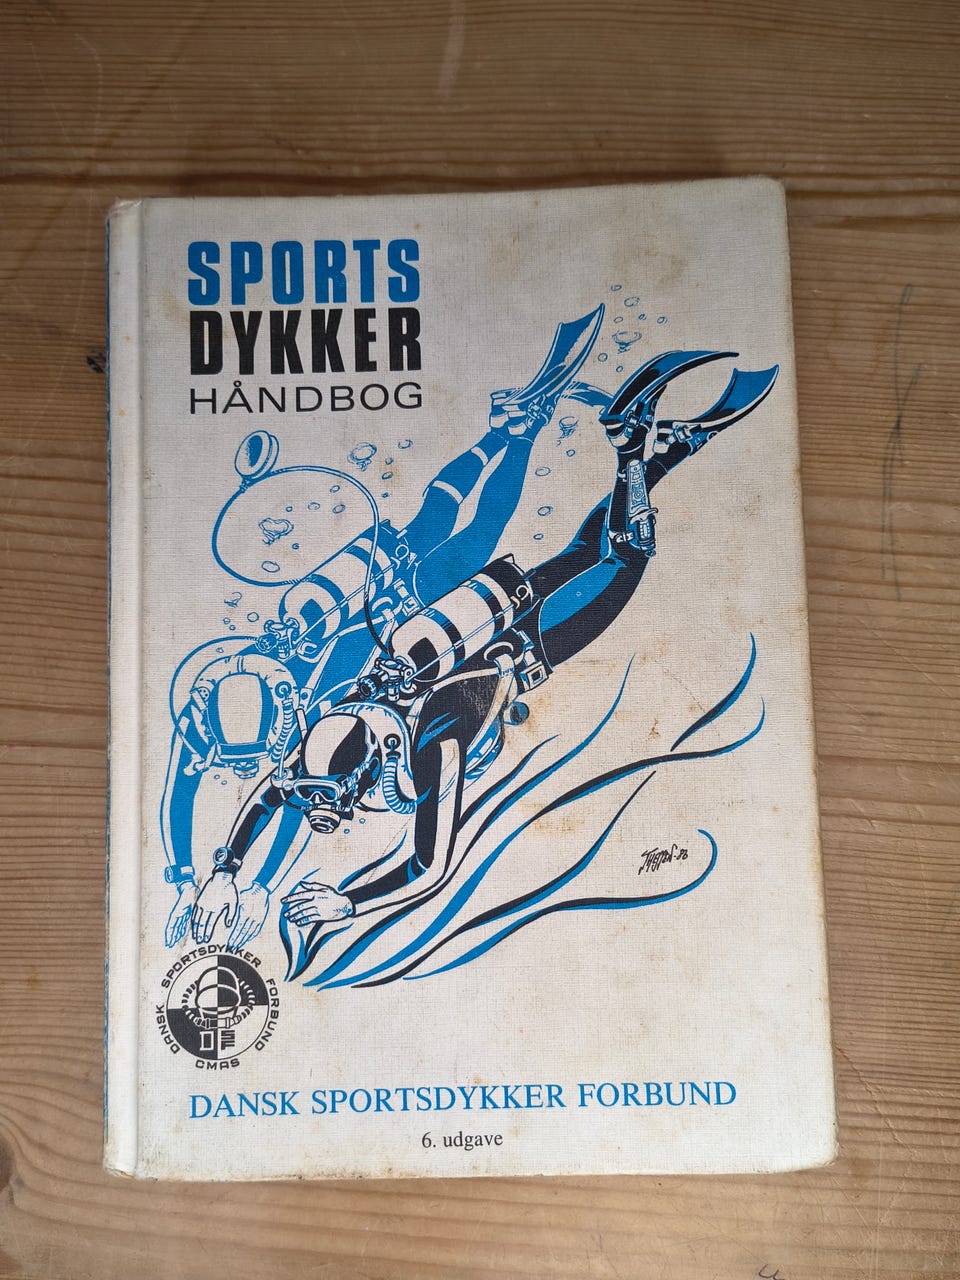 SPORTS
DYKKER
HÅNDBOG
DANSK SPORTSDYKKER FORBUND
CMAS
DANSK SPORTSDYKKER FORBUND
6. udgave